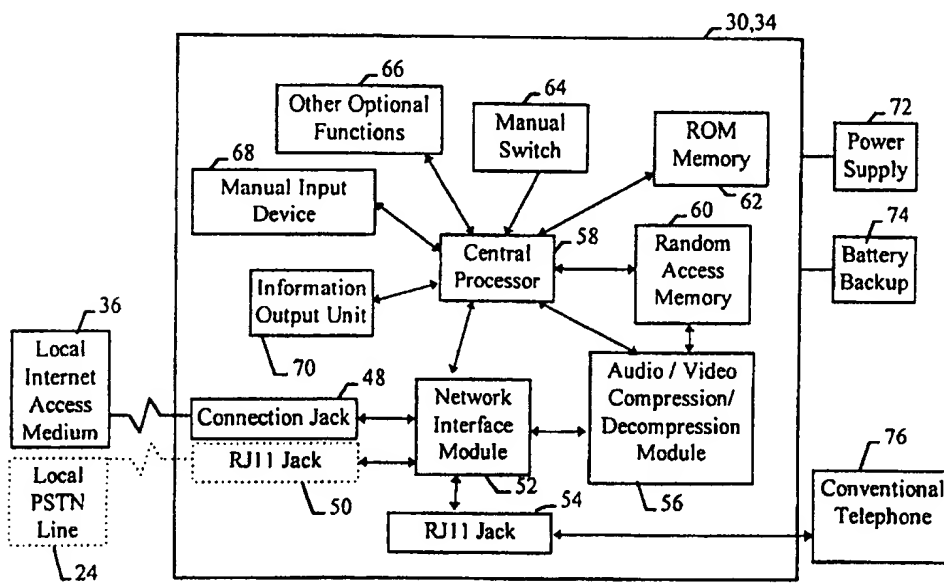 30,34
66
Other Optional
Functions
64
Manual
Switch
ROM
Memory
62
72
Power
Supply
68
Manual Input
Device
60
Random
Access
Memory
74
Battery
Backup
58
Central
Processor
Information
Output Unit
70
36
Local
Internet
Access
Medium
48
Connection Jack
RJ11 Jack
50
Network
Interface
Module
52
Audio / Video
Compression/
Decompression
Module
56
Local
PSTN
Line
24
54
RJ11 Jack
76
Conventional
Telephone